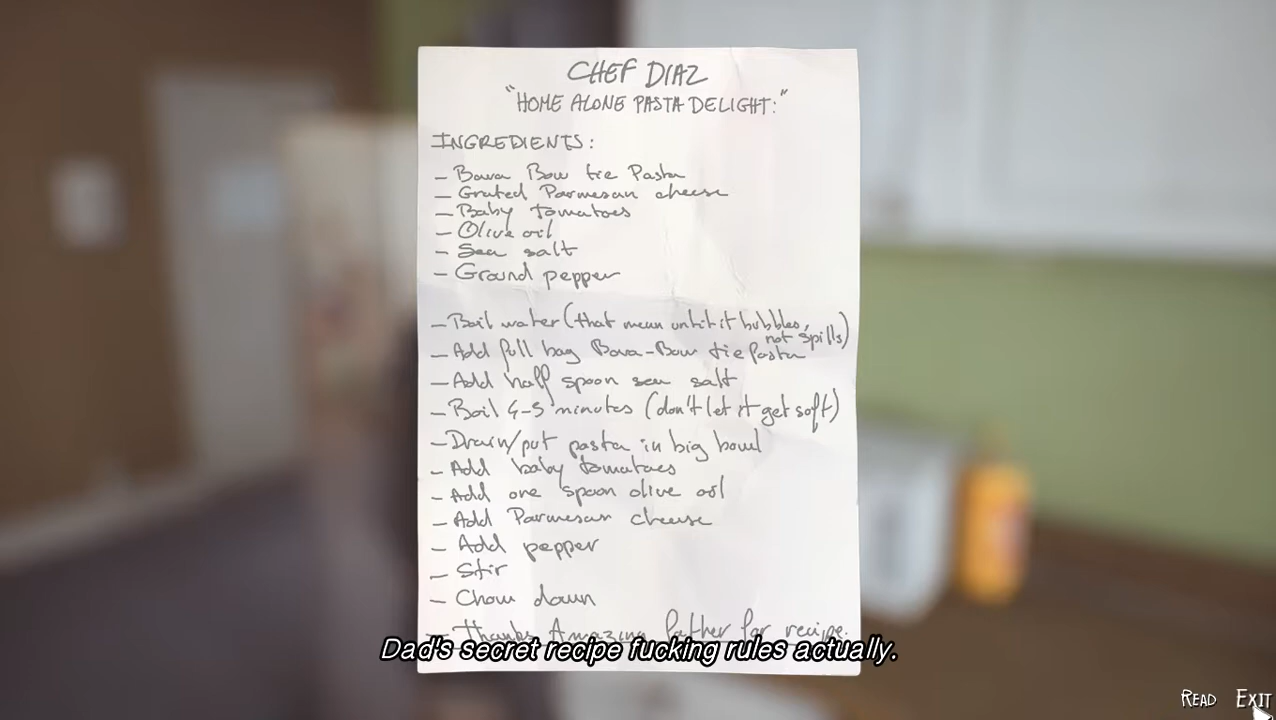 CHEF DIAZ
"HOME ALONE PASTA DELIGHT:"
INGREDIENTS:
- Bova Bow tie Pasta
- Grated Parmesan cheese
- Baby tomatoes
- Olive oil
- Sea salt
- Ground pepper
- Boil water (that mean until it bubbles, not spills)
- Add full bag Bova-Bow tie Pasta
- Add half spoon sea salt
- Boil 4-5 minutes (don't let it get soft)
- Drain/put pasta in big bowl
- Add baby tomatoes
- Add one spoon olive oil
- Add Parmesan cheese
- Add pepper
- Stir
- Chow down
- Thanks Amazing Father for recipe.
Dad's secret recipe fucking rules actually.
READ EXIT